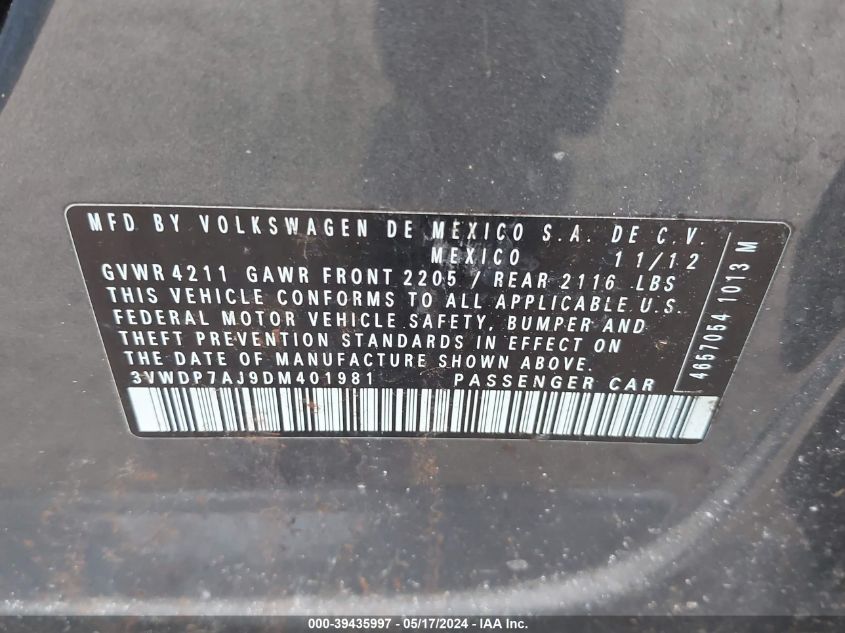 MFD BY VOLKSWAGEN DE MEXICO S.A. DE C.V.
MEXICO 11/12
GVWR 4211 GAWR FRONT 2205 / REAR 2116 LBS
THIS VEHICLE CONFORMS TO ALL APPLICABLE U.S.
FEDERAL MOTOR VEHICLE SAFETY, BUMPER AND
THEFT PREVENTION STANDARDS IN EFFECT ON
THE DATE OF MANUFACTURE SHOWN ABOVE.
3VWDP7AJ9DM401981 PASSENGER CAR
4657054 1013 M
000-39435997 - 05/17/2024 - IAA Inc.